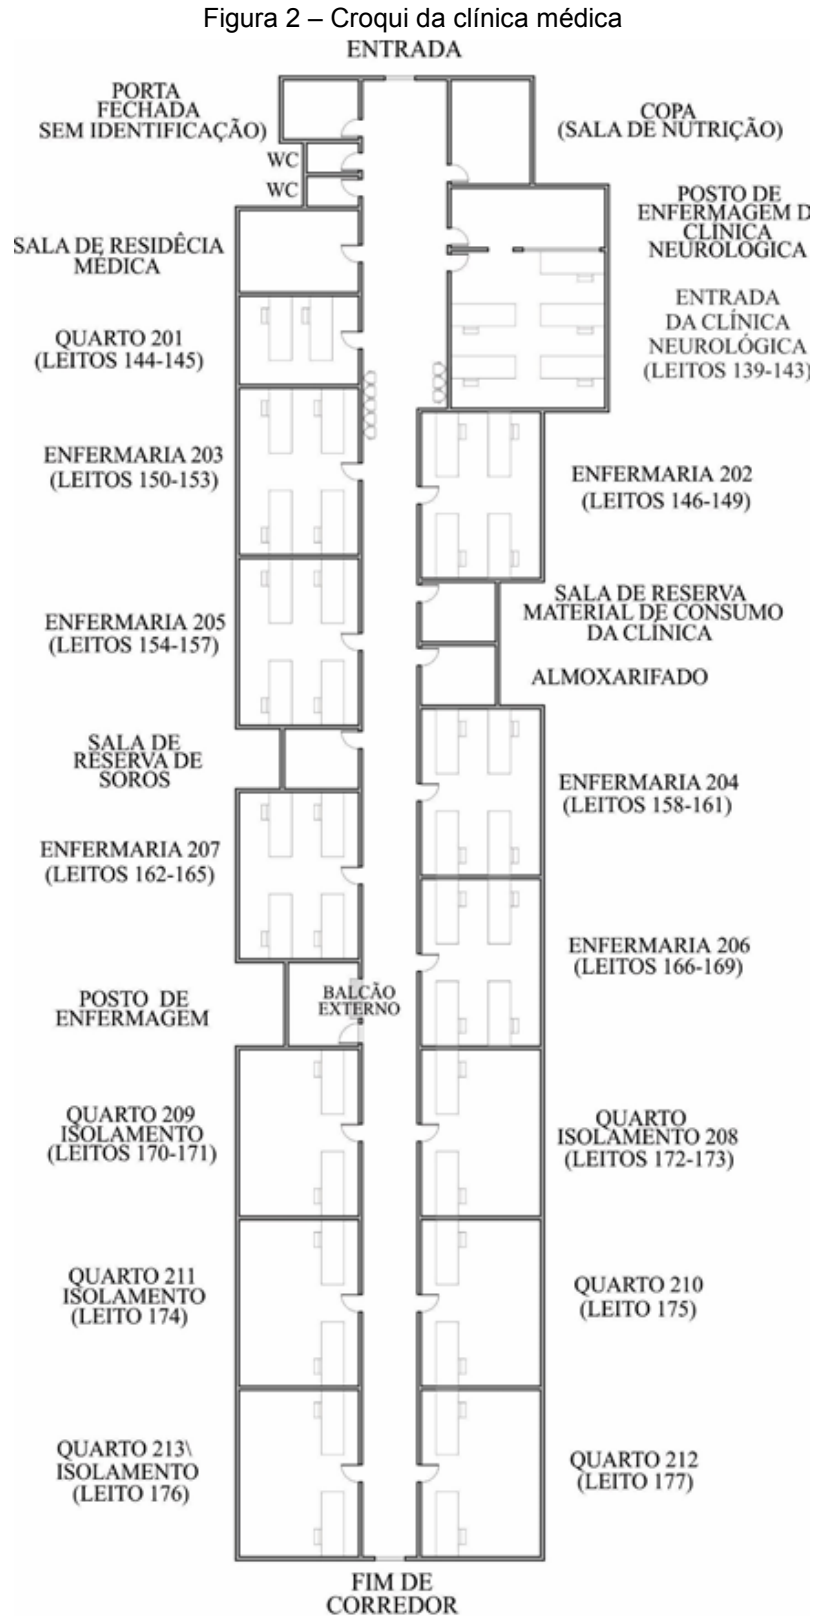 Figura 2 – Croqui da clínica médica
ENTRADA
PORTA
FECHADA
SEM IDENTIFICAÇÃO)
COPA
(SALA DE NUTRIÇÃO)
WC
WC
POSTO DE
ENFERMAGEM D
CLÍNICA
NEUROLÓGICA
SALA DE RESIDÊCIA
MÉDICA
ENTRADA
DA CLÍNICA
NEUROLÓGICA
(LEITOS 139-143)
QUARTO 201
(LEITOS 144-145)
ENFERMARIA 203
(LEITOS 150-153)
ENFERMARIA 202
(LEITOS 146-149)
SALA DE RESERVA
MATERIAL DE CONSUMO
DA CLÍNICA
ENFERMARIA 205
(LEITOS 154-157)
ALMOXARIFADO
SALA DE
RESERVA DE
SOROS
ENFERMARIA 204
(LEITOS 158-161)
ENFERMARIA 207
(LEITOS 162-165)
ENFERMARIA 206
(LEITOS 166-169)
POSTO DE
ENFERMAGEM
BALCÃO
EXTERNO
QUARTO 209
ISOLAMENTO
(LEITOS 170-171)
QUARTO
ISOLAMENTO 208
(LEITOS 172-173)
QUARTO 211
ISOLAMENTO
(LEITO 174)
QUARTO 210
(LEITO 175)
QUARTO 213\
ISOLAMENTO
(LEITO 176)
QUARTO 212
(LEITO 177)
FIM DE
CORREDOR